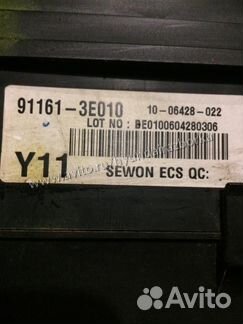 91161-3E010
10-06428-022
LOT NO : BE0100604280306
Y11
SEWON ECS QC:
Avito